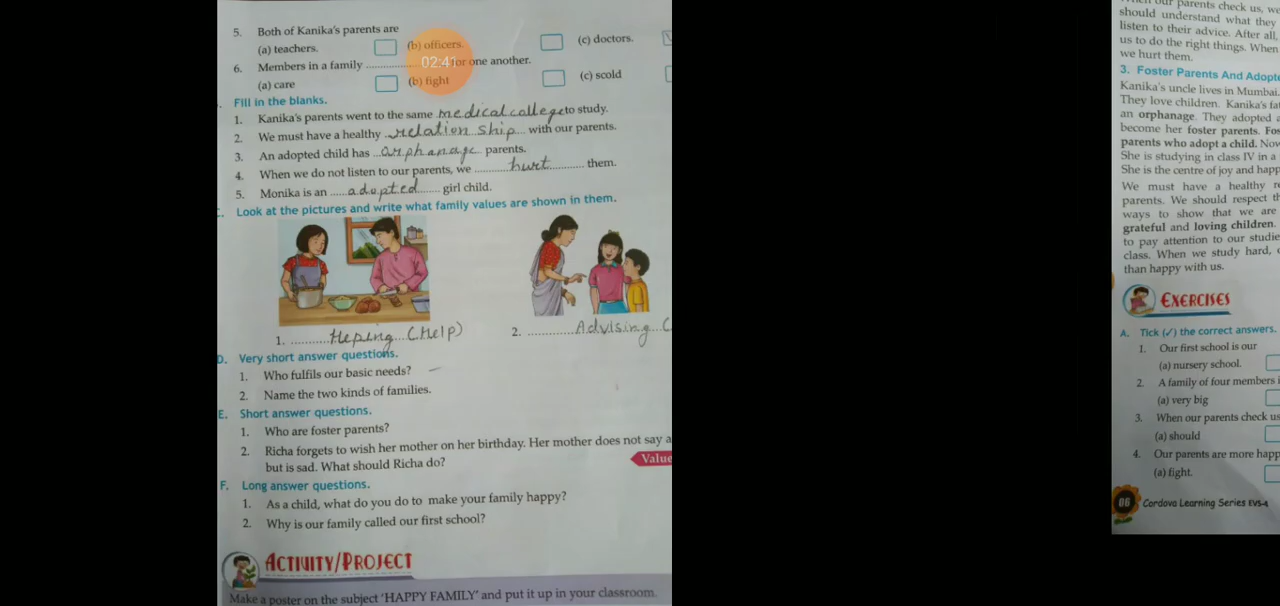 5. Both of Kanika's parents are
(a) teachers. (b) officers. (c) doctors.
6. Members in a family .............. for one another.
(a) care (b) fight (c) scold
Fill in the blanks.
1. Kanika's parents went to the same medical college to study.
2. We must have a healthy relation ship with our parents.
3. An adopted child has orphanage parents.
4. When we do not listen to our parents, we hurt them.
5. Monika is an adopted girl child.
Look at the pictures and write what family values are shown in them.
1. Heping (Help)
2. Advising
D. Very short answer questions.
1. Who fulfils our basic needs?
2. Name the two kinds of families.
E. Short answer questions.
1. Who are foster parents?
2. Richa forgets to wish her mother on her birthday. Her mother does not say a
but is sad. What should Richa do?
Value
F. Long answer questions.
1. As a child, what do you do to make your family happy?
2. Why is our family called our first school?
ACTIVITY/PROJECT
Make a poster on the subject 'HAPPY FAMILY' and put it up in your classroom.
02:41
our parents check us, we
should understand what they
listen to their advice. After all,
us to do the right things. When
we hurt them.
3. Foster Parents And Adopte
Kanika's uncle lives in Mumbai.
They love children. Kanika's fat
an orphanage. They adopted a
become her foster parents. Fos
parents who adopt a child. Now
She is studying in class IV in a
She is the centre of joy and happ
We must have a healthy re
parents. We should respect th
ways to show that we are
grateful and loving children.
to pay attention to our studie
class. When we study hard,
than happy with us.
EXERCISES
A. Tick (✓) the correct answers.
1. Our first school is our
(a) nursery school.
2. A family of four members i
(a) very big
3. When our parents check us
(a) should
4. Our parents are more happ
(a) fight.
86 Cordova Learning Series EVS-4